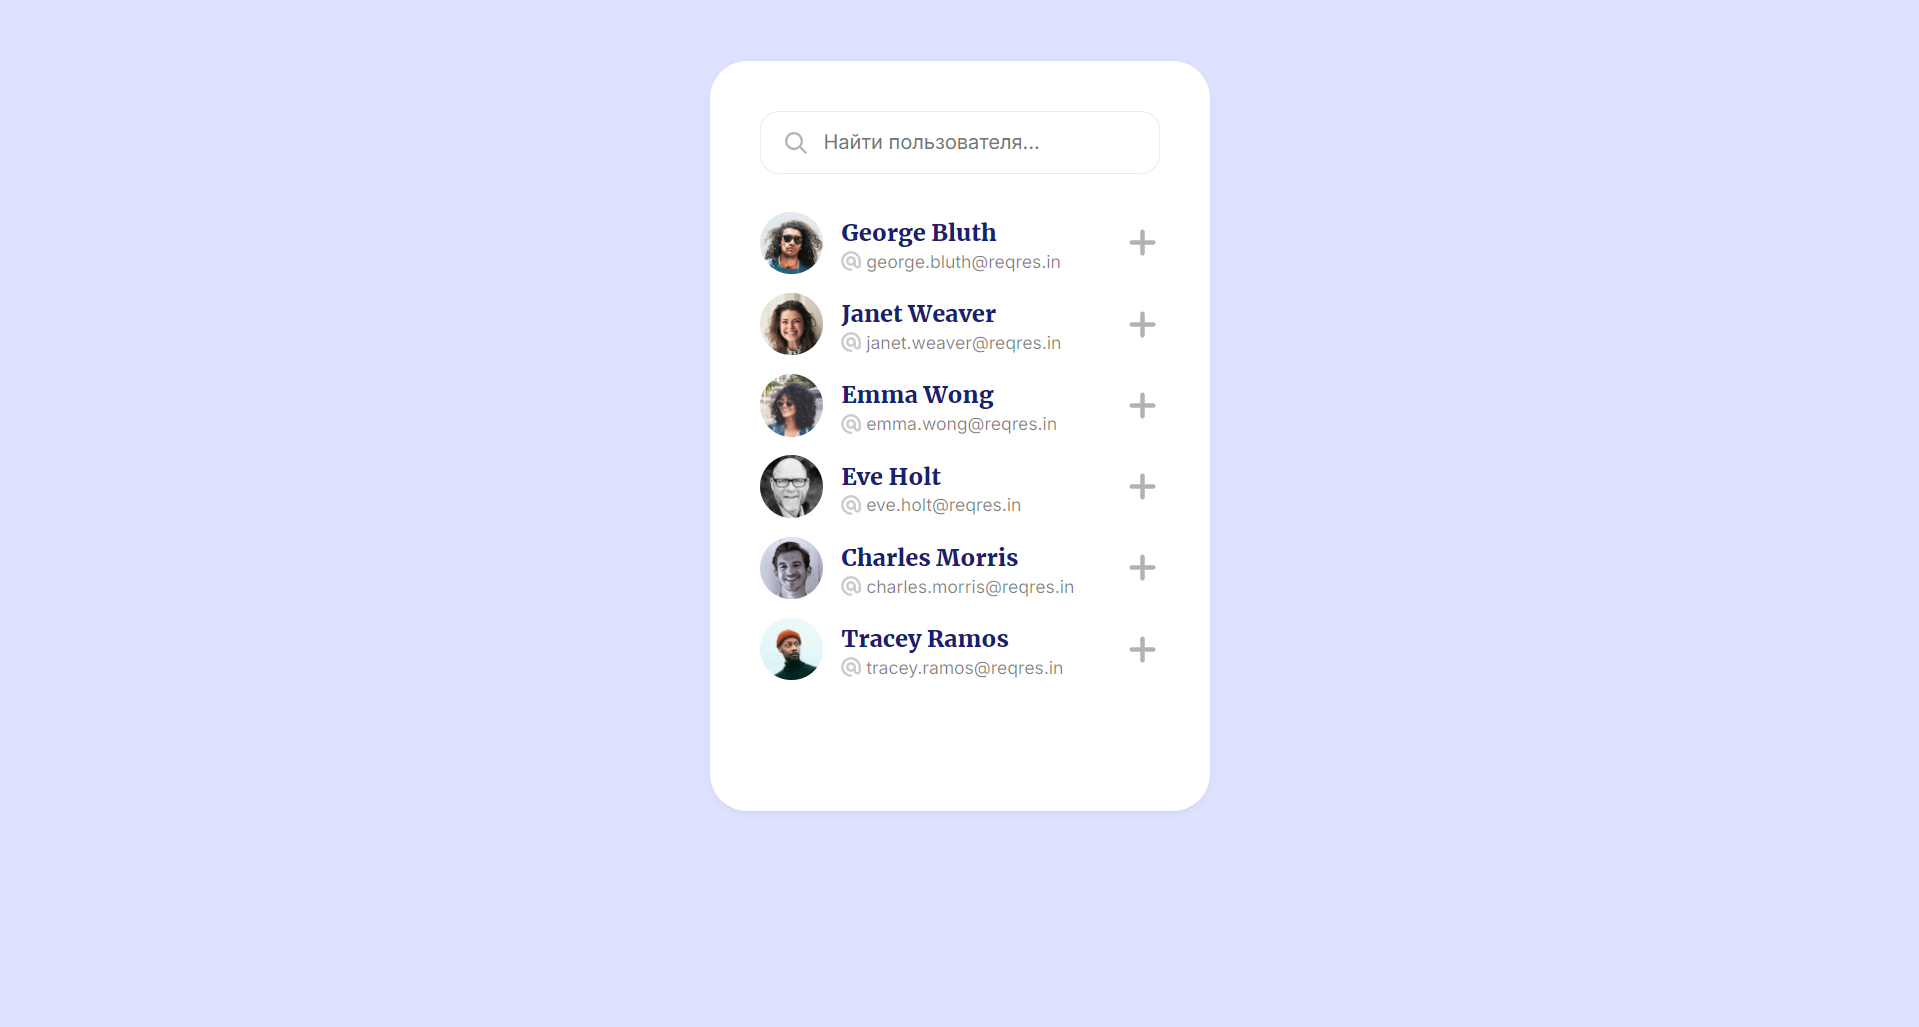 Найти пользователя...
George Bluth
george.bluth@reqres.in
Janet Weaver
janet.weaver@reqres.in
Emma Wong
emma.wong@reqres.in
Eve Holt
eve.holt@reqres.in
Charles Morris
charles.morris@reqres.in
Tracey Ramos
tracey.ramos@reqres.in